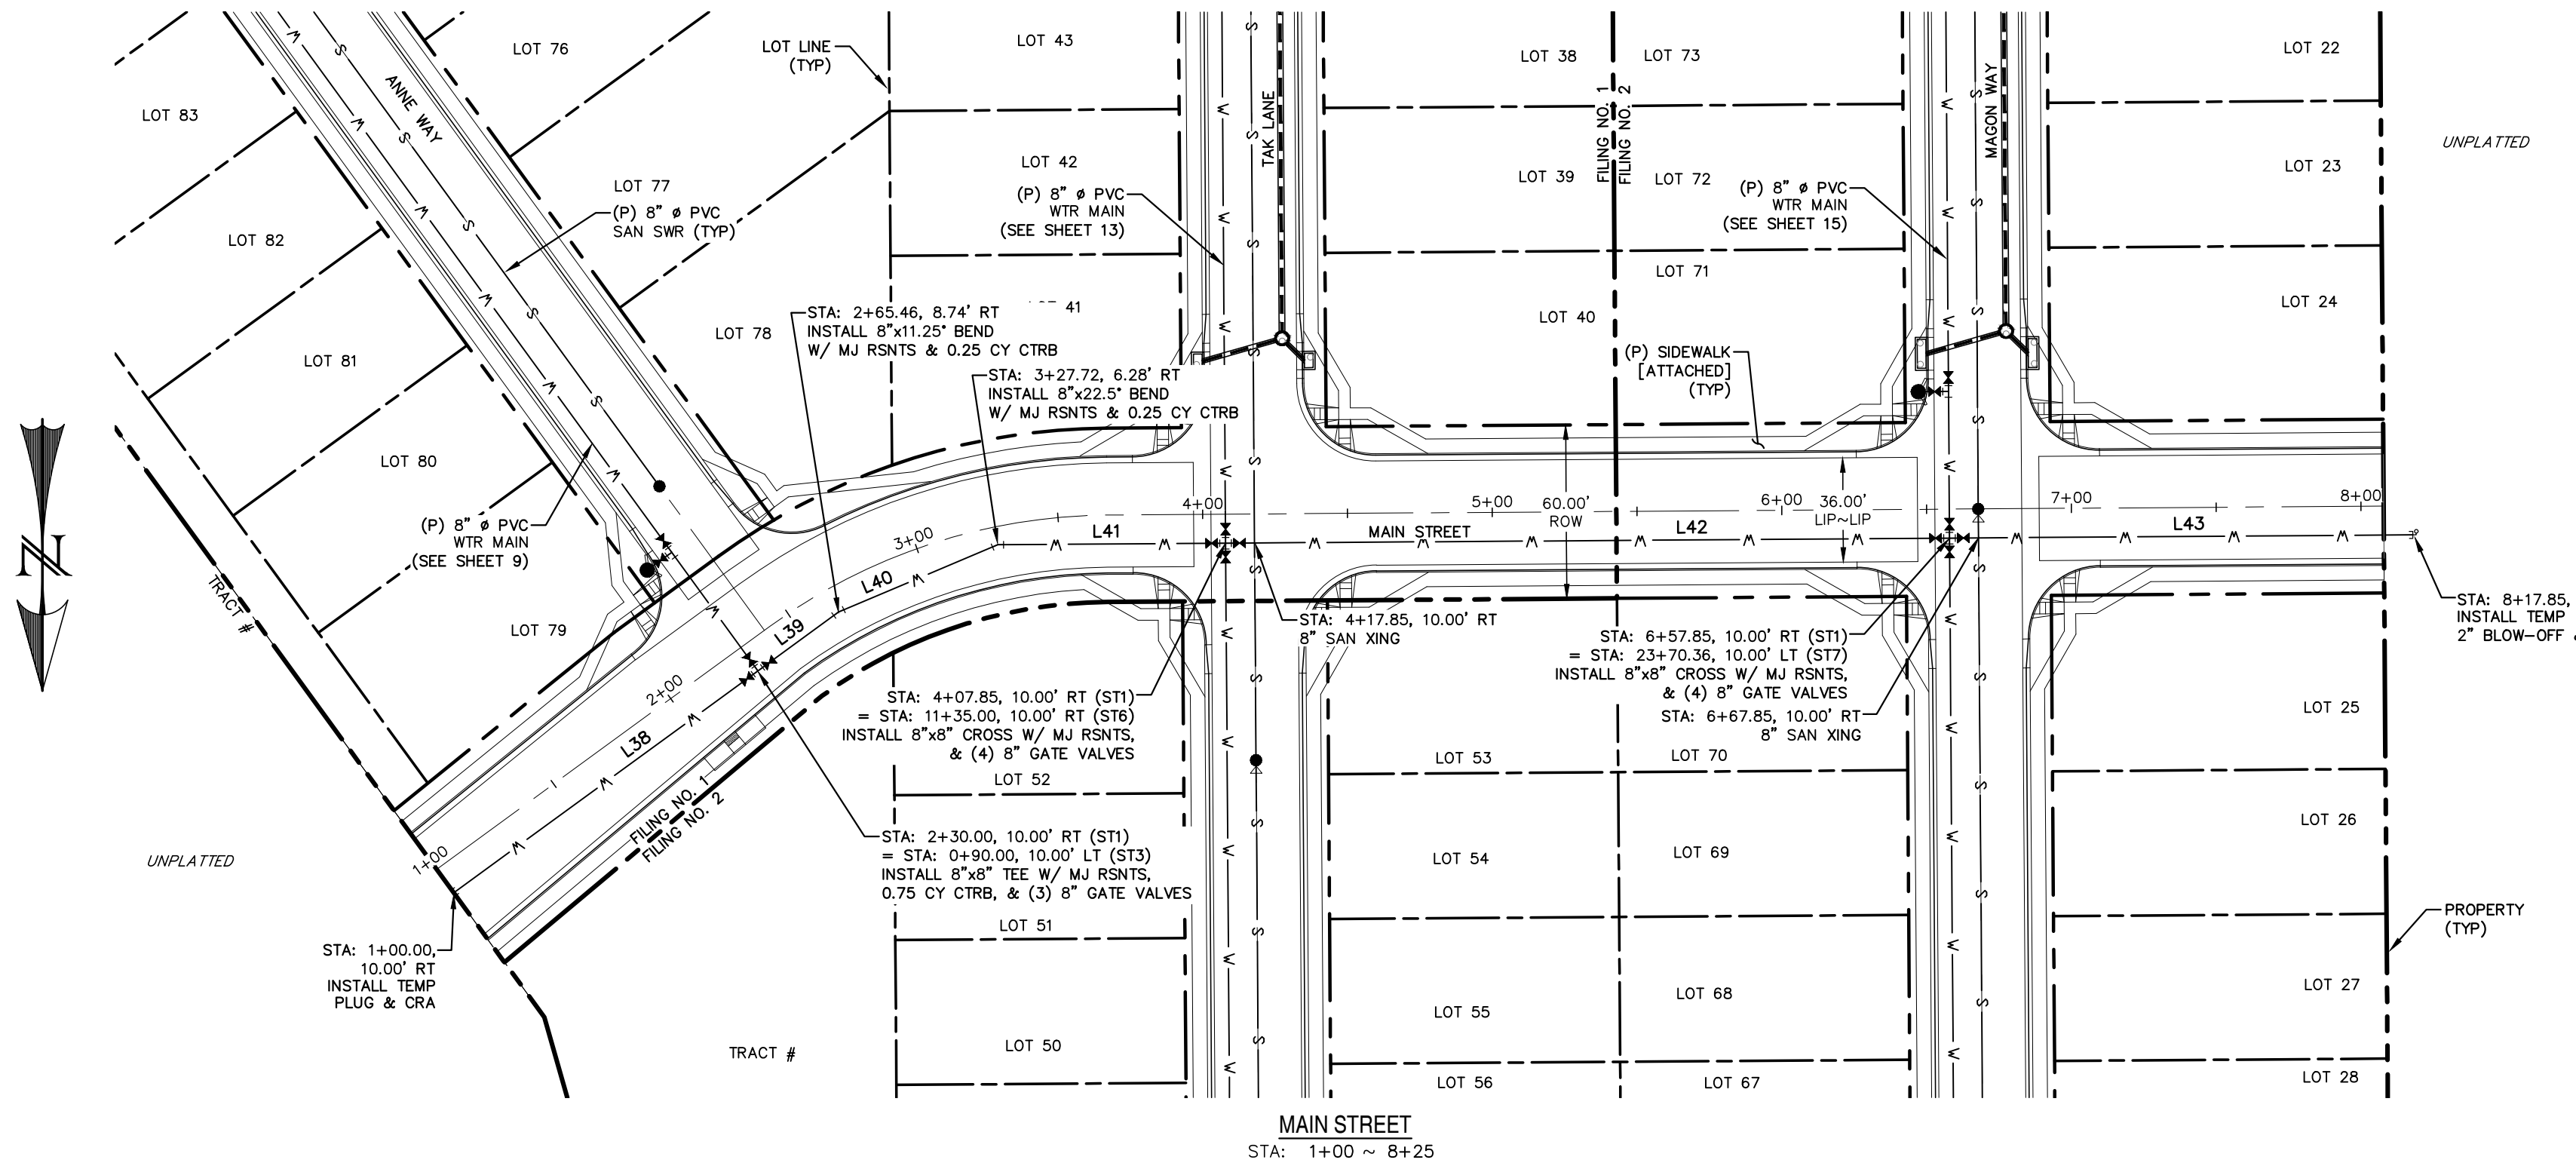 LOT 76
LOT LINE
(TYP)
LOT 43
LOT 38
LOT 73
LOT 22
ANNE WAY
LOT 83
TAK LANE
FILING NO. 1
FILING NO. 2
MAGON WAY
UNPLATTED
LOT 42
LOT 39
LOT 72
LOT 23
LOT 77
(P) 8" ø PVC
SAN SWR (TYP)
(P) 8" ø PVC
WTR MAIN
(SEE SHEET 13)
(P) 8" ø PVC
WTR MAIN
(SEE SHEET 15)
LOT 82
LOT 71
LOT 24
STA: 2+65.46, 8.74' RT
INSTALL 8"x11.25° BEND
W/ MJ RSNTS & 0.25 CY CTRB
41
LOT 78
LOT 40
LOT 81
STA: 3+27.72, 6.28' RT
INSTALL 8"x22.5° BEND
W/ MJ RSNTS & 0.25 CY CTRB
(P) SIDEWALK
[ATTACHED]
(TYP)
LOT 80
N
(P) 8" ø PVC
WTR MAIN
(SEE SHEET 9)
1+00
2+00
3+00
4+00
5+00
6+00
7+00
8+00
60.00'
ROW
36.00'
LIP~LIP
L38
L39
L40
L41
MAIN STREET
L42
L43
TRACT #
LOT 79
STA: 4+17.85, 10.00' RT
8" SAN XING
STA: 6+57.85, 10.00' RT (ST1)
= STA: 23+70.36, 10.00' LT (ST7)
INSTALL 8"x8" CROSS W/ MJ RSNTS,
& (4) 8" GATE VALVES
STA: 6+67.85, 10.00' RT
8" SAN XING
STA: 8+17.85,
INSTALL TEMP
2" BLOW-OFF &
STA: 4+07.85, 10.00' RT (ST1)
= STA: 11+35.00, 10.00' RT (ST6)
INSTALL 8"x8" CROSS W/ MJ RSNTS,
& (4) 8" GATE VALVES
LOT 25
LOT 52
LOT 53
LOT 70
FILING NO. 1
FILING NO. 2
LOT 26
STA: 2+30.00, 10.00' RT (ST1)
= STA: 0+90.00, 10.00' LT (ST3)
INSTALL 8"x8" TEE W/ MJ RSNTS,
0.75 CY CTRB, & (3) 8" GATE VALVES
UNPLATTED
LOT 54
LOT 69
LOT 51
PROPERTY
(TYP)
STA: 1+00.00,
10.00' RT
INSTALL TEMP
PLUG & CRA
LOT 55
LOT 68
LOT 27
TRACT #
LOT 50
LOT 56
LOT 67
LOT 28
MAIN STREET
STA: 1+00 ~ 8+25